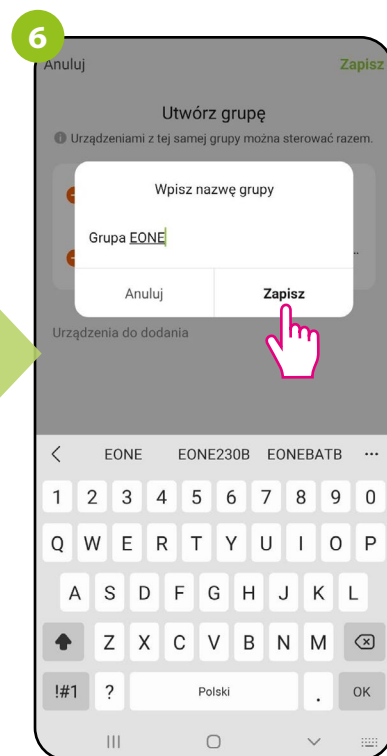 6
Anuluj Zapisz
Utwórz grupę
Urządzeniami z tej samej grupy można sterować razem.
Wpisz nazwę grupy
Grupa EONE
Anuluj Zapisz
Urządzenia do dodania
EONE EONE230B EONEBATB ...
1 2 3 4 5 6 7 8 9 0
Q W E R T Y U I O P
A S D F G H J K L
Z X C V B N M
!#1 ? Polski . OK